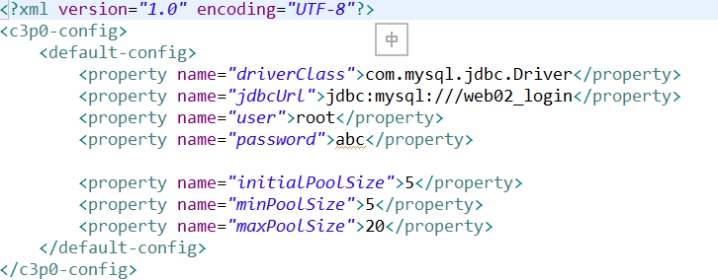 <?xml version="1.0" encoding="UTF-8"?>
<c3p0-config>
中
<default-config>
<property name="driverClass">com.mysql.jdbc.Driver</property>
<property name="jdbcUrl">jdbc:mysql:///web02_login</property>
<property name="user">root</property>
<property name="password">abc</property>
<property name="initialPoolSize">5</property>
<property name="minPoolSize">5</property>
<property name="maxPoolSize">20</property>
</default-config>
</c3p0-config>